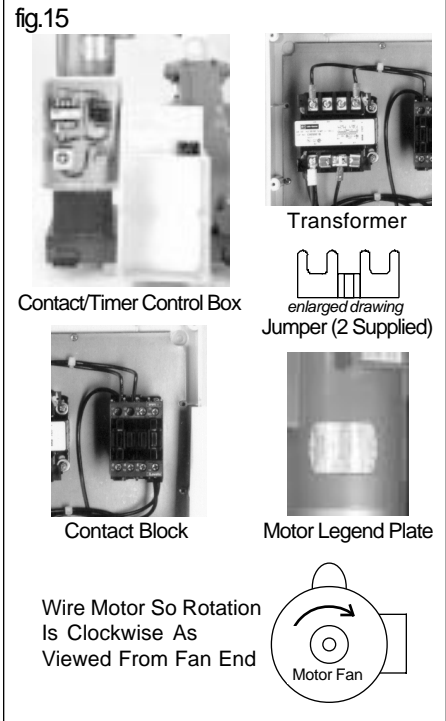 fig.15
Transformer
Contact/Timer Control Box
enlarged drawing
Jumper (2 Supplied)
Contact Block
Motor Legend Plate
Wire Motor So Rotation
Is Clockwise As
Viewed From Fan End
Motor Fan